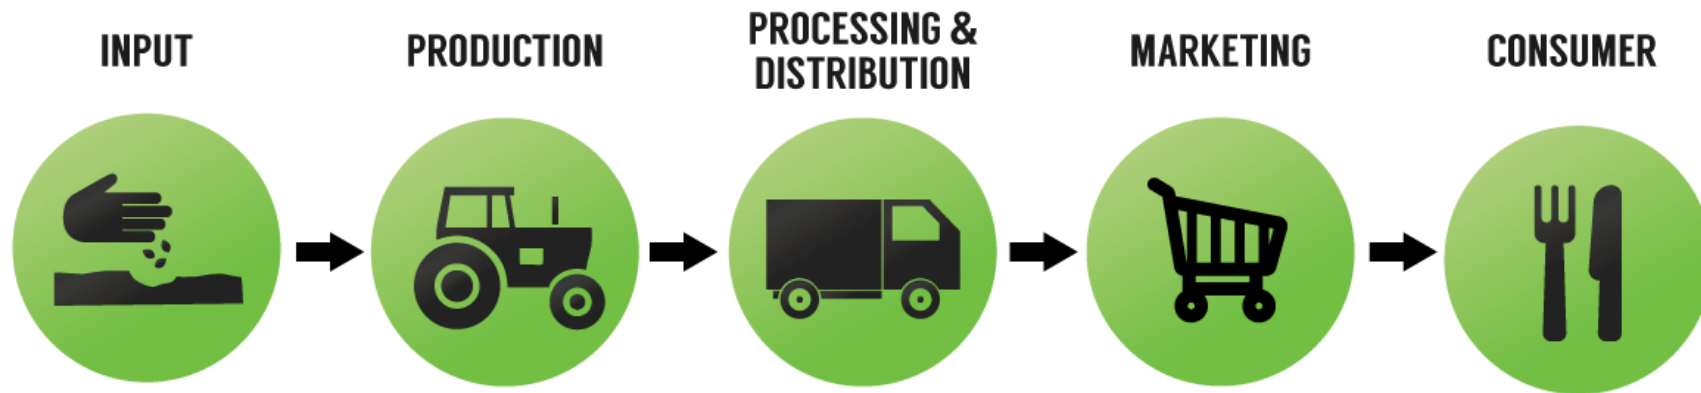 INPUT
PRODUCTION
PROCESSING &
DISTRIBUTION
MARKETING
CONSUMER